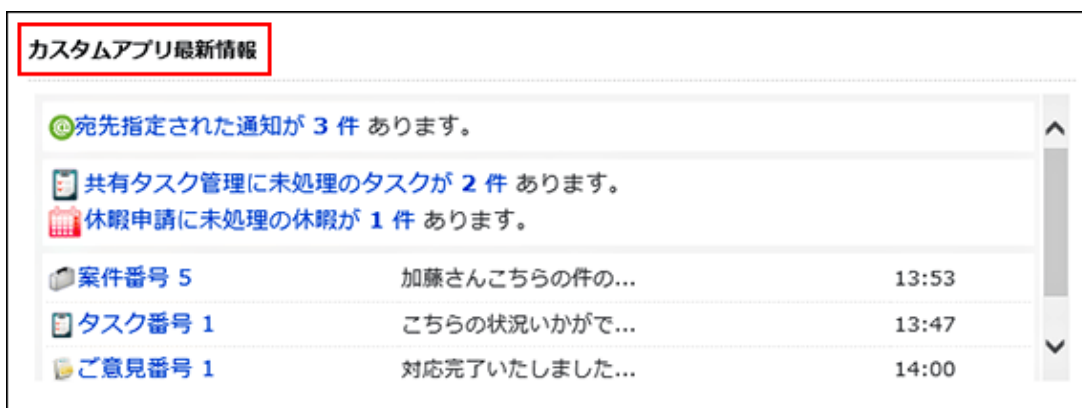 カスタムアプリ最新情報
@宛先指定された通知が 3 件 あります。
共有タスク管理に未処理のタスクが 2 件 あります。
休暇申請に未処理の休暇が 1 件 あります。
案件番号 5 加藤さんこちらの件の... 13:53
タスク番号 1 こちらの状況いかがで... 13:47
ご意見番号 1 対応完了いたしました... 14:00